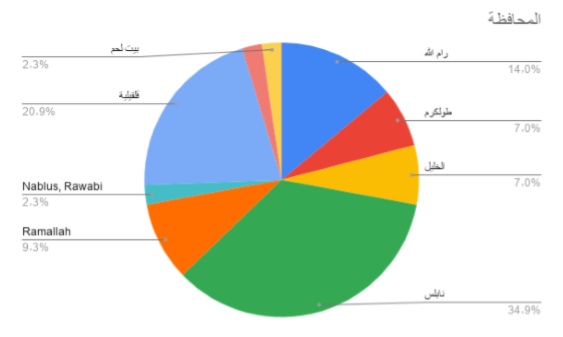 المحافظة
رام الله
14.0%
طولكرم
7.0%
الخليل
7.0%
نابلس
34.9%
بيت لحم
2.3%
قلقيلية
20.9%
Nablus, Rawabi
2.3%
Ramallah
9.3%